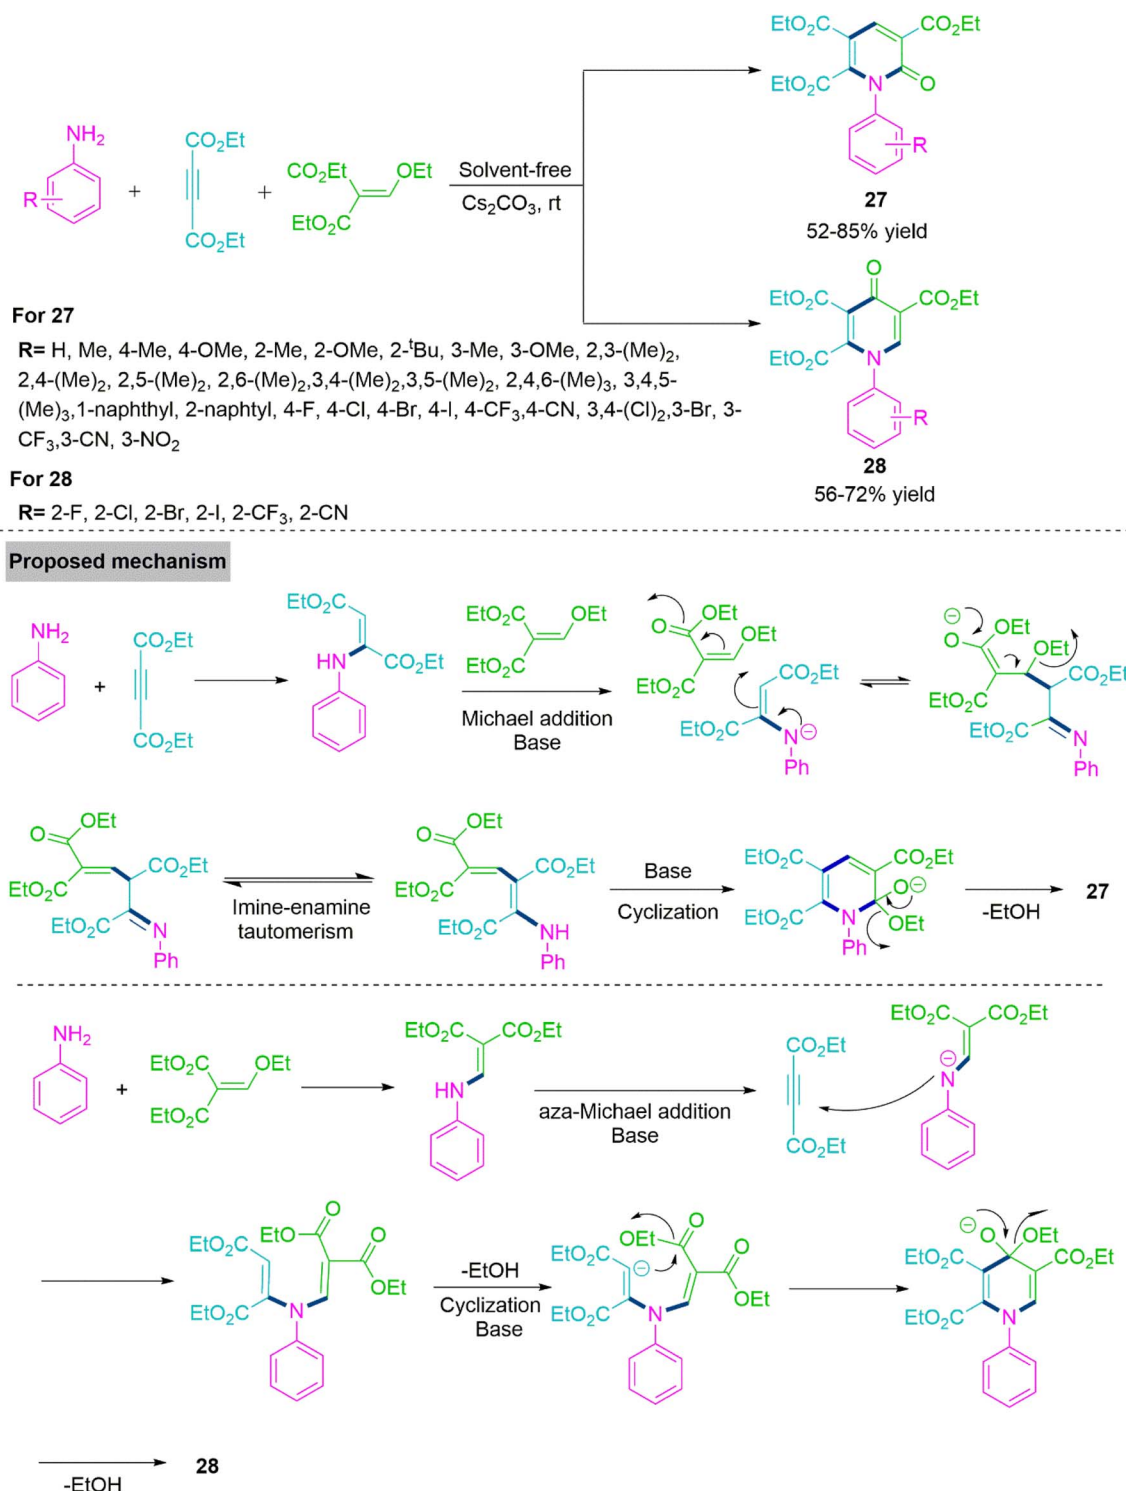 EtO₂C CO₂Et
EtO₂C N O
R
27
52-85% yield
NH₂
R
+
CO₂Et
CO₂Et
+
CO₂Et OEt
EtO₂C
Solvent-free
Cs₂CO₃, rt
O
EtO₂C CO₂Et
EtO₂C N
R
28
56-72% yield
For 27
R= H, Me, 4-Me, 4-OMe, 2-Me, 2-OMe, 2-ᵗBu, 3-Me, 3-OMe, 2,3-(Me)₂,
2,4-(Me)₂, 2,5-(Me)₂, 2,6-(Me)₂,3,4-(Me)₂,3,5-(Me)₂, 2,4,6-(Me)₃, 3,4,5-
(Me)₃,1-naphthyl, 2-naphtyl, 4-F, 4-Cl, 4-Br, 4-I, 4-CF₃,4-CN, 3,4-(Cl)₂,3-Br, 3-
CF₃,3-CN, 3-NO₂
For 28
R= 2-F, 2-Cl, 2-Br, 2-I, 2-CF₃, 2-CN
Proposed mechanism
NH₂
+
CO₂Et
CO₂Et
EtO₂C
HN CO₂Et
EtO₂C OEt
EtO₂C
Michael addition
Base
OEt
O OEt
EtO₂C CO₂Et
EtO₂C N⊖
Ph
⊖
O OEt
OEt
EtO₂C CO₂Et
EtO₂C N
Ph
O OEt
EtO₂C CO₂Et
EtO₂C N
Ph
Imine-enamine
tautomerism
O OEt
EtO₂C CO₂Et
EtO₂C NH
Ph
Base
Cyclization
EtO₂C CO₂Et
O⊖
EtO₂C N OEt
Ph
-EtOH
27
NH₂
+
EtO₂C OEt
EtO₂C
EtO₂C CO₂Et
HN
aza-Michael addition
Base
CO₂Et
CO₂Et
EtO₂C CO₂Et
⊖
N
O
EtO O
EtO₂C
OEt
EtO₂C N
-EtOH
Cyclization
Base
O
OEt O
EtO₂C ⊖
OEt
EtO₂C N
⊖
O OEt
EtO₂C CO₂Et
EtO₂C N
-EtOH
28